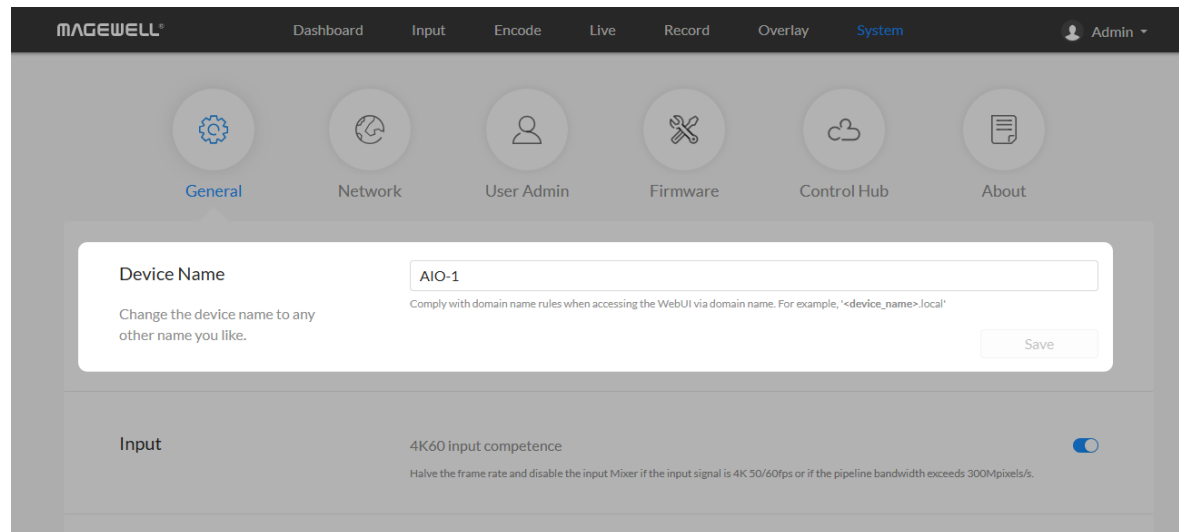 MAGEWELL®
Dashboard Input Encode Live Record Overlay System Admin
General Network User Admin Firmware Control Hub About
Device Name
Change the device name to any
other name you like.
AIO-1
Comply with domain name rules when accessing the WebUI via domain name. For example, '<device_name>.local'
Save
Input
4K60 input competence
Halve the frame rate and disable the input Mixer if the input signal is 4K 50/60fps or if the pipeline bandwidth exceeds 300Mpixels/s.